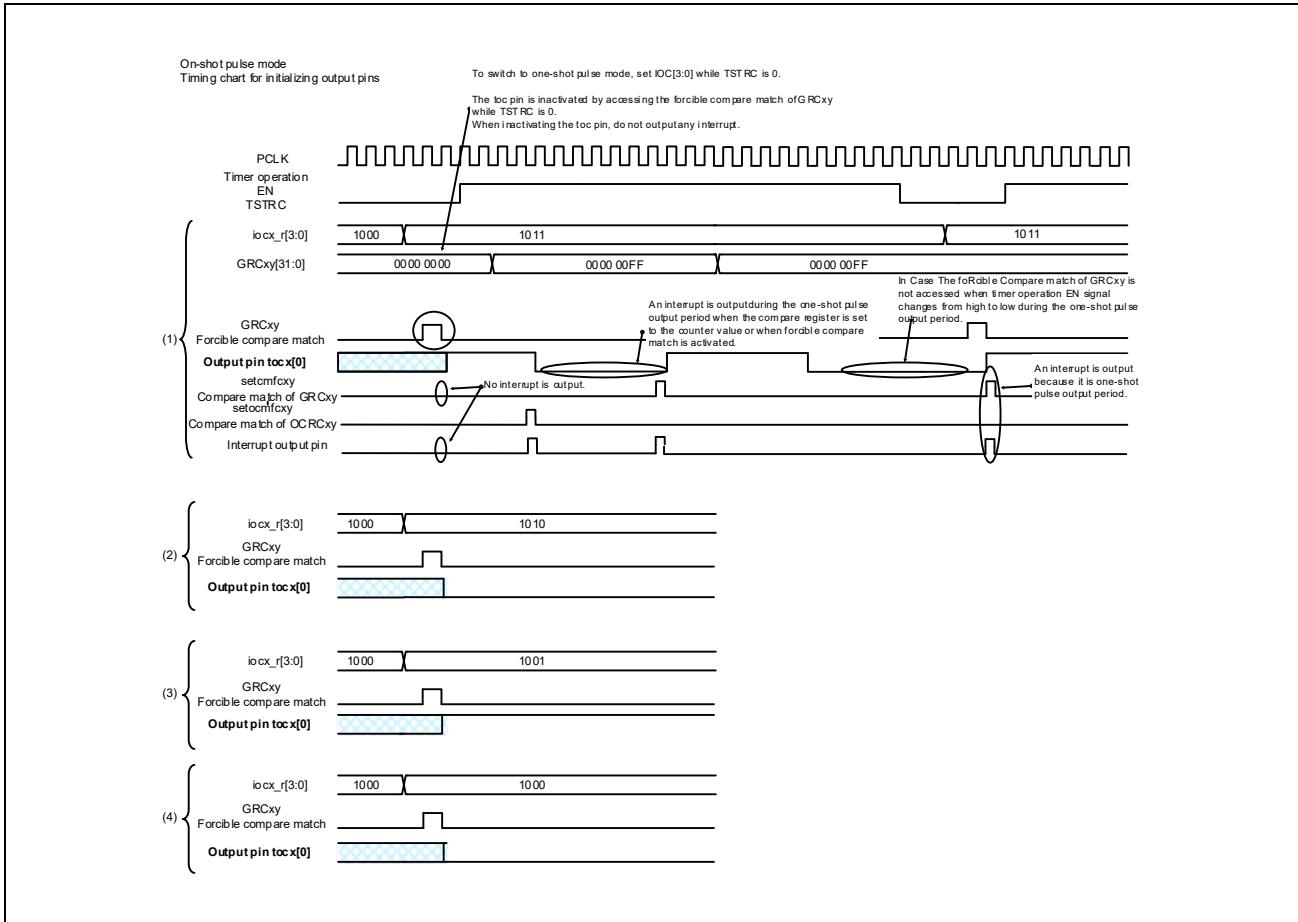 On-shot pulse mode
Timing chart for initializing output pins
To switch to one-shot pulse mode, set IOC[3:0] while TSTRC is 0.
The toc pin is inactivated by accessing the forcible compare match of GRCxy
while TSTRC is 0.
When inactivating the toc pin, do not output any interrupt.
PCLK
Timer operation
EN
TSTRC
(1)
iocx_r[3:0]
1000
1011
1011
GRCxy[31:0]
0000 0000
0000 00FF
0000 00FF
In Case The foRcible Compare match of GRCxy is
not accessed when timer operation EN signal
changes from high to low during the one-shot pulse
output period.
An interrupt is output during the one-shot pulse
output period when the compare register is set
to the counter value or when forcible compare
match is activated.
GRCxy
Forcible compare match
Output pin tocx[0]
An interrupt is output
because it is one-shot
pulse output period.
setcmfcxy
Compare match of GRCxy
No interrupt is output.
setocmfcxy
Compare match of OCRCxy
Interrupt output pin
(2)
iocx_r[3:0]
1000
1010
GRCxy
Forcible compare match
Output pin tocx[0]
(3)
iocx_r[3:0]
1000
1001
GRCxy
Forcible compare match
Output pin tocx[0]
(4)
iocx_r[3:0]
1000
1000
GRCxy
Forcible compare match
Output pin tocx[0]